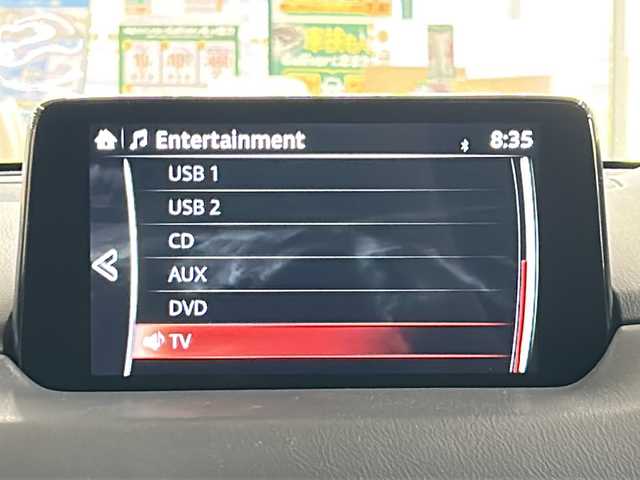 Entertainment 8:35
USB 1
USB 2
CD
AUX
DVD
TV